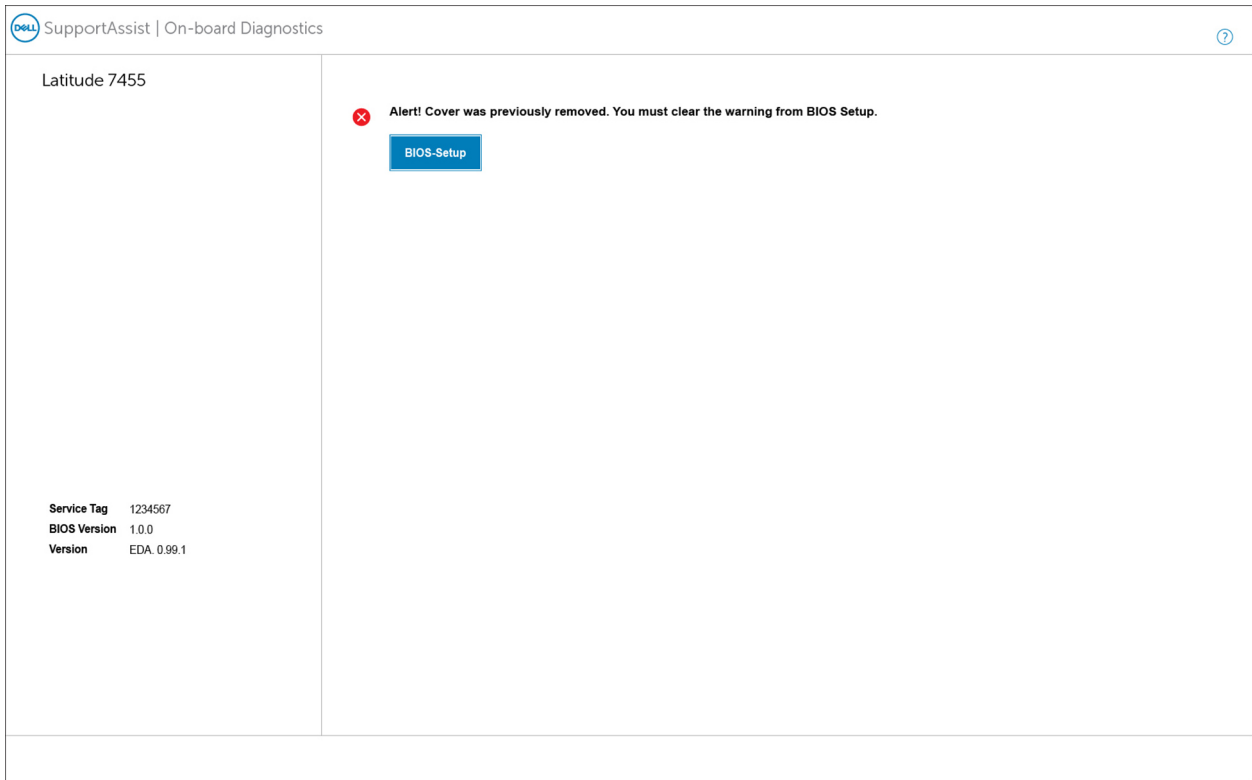 DELL SupportAssist | On-board Diagnostics
?
Latitude 7455
Alert! Cover was previously removed. You must clear the warning from BIOS Setup.
BIOS-Setup
Service Tag 1234567
BIOS Version 1.0.0
Version EDA. 0.99.1